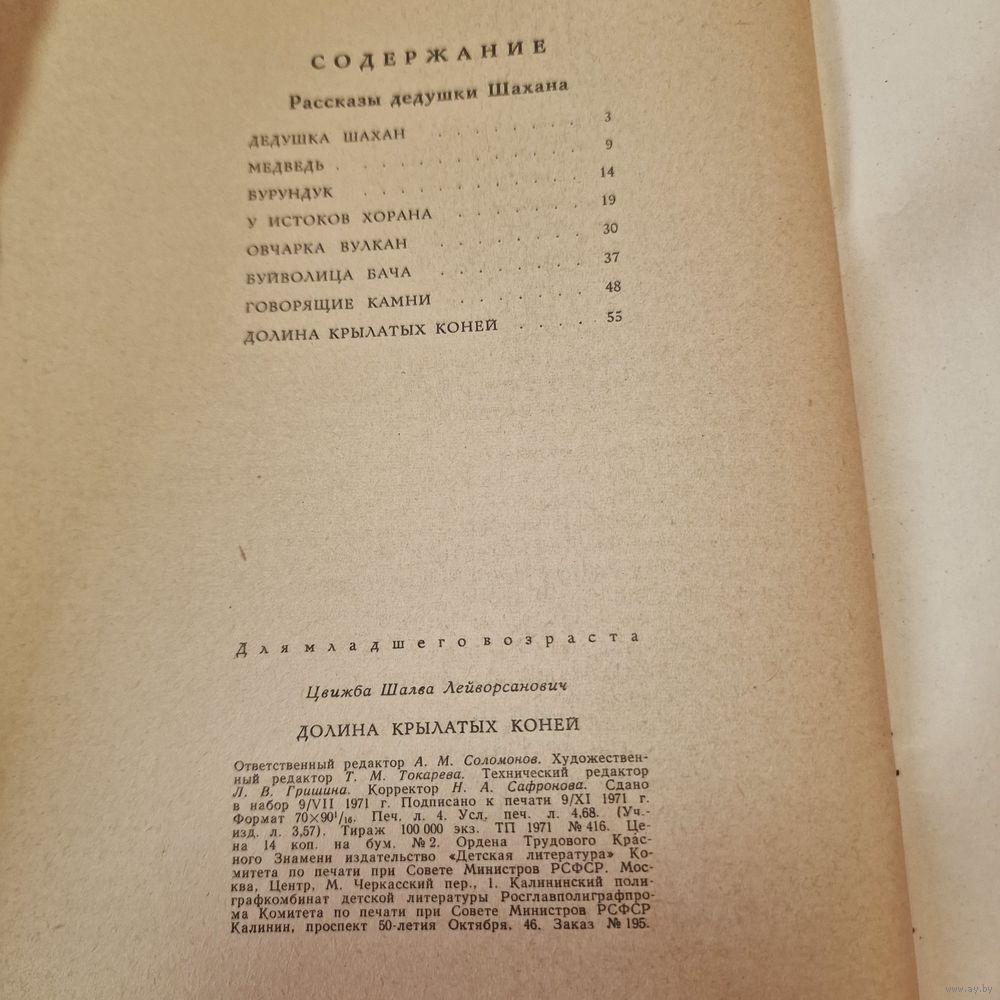 СОДЕРЖАНИЕ
Рассказы дедушки Шахана
ДЕДУШКА ШАХАН . . . . . . . . 3
МЕДВЕДЬ . . . . . . . . . . . 9
БУРУНДУК . . . . . . . . . . . 14
У ИСТОКОВ ХОРАНА . . . . . . . 19
ОВЧАРКА ВУЛКАН . . . . . . . . 30
БУЙВОЛИЦА БАЧА . . . . . . . . 37
ГОВОРЯЩИЕ КАМНИ . . . . . . . 48
ДОЛИНА КРЫЛАТЫХ КОНЕЙ . . . . . 55
Для младшего возраста
Цвижба Шалва Лейворсанович
ДОЛИНА КРЫЛАТЫХ КОНЕЙ
Ответственный редактор А. М. Соломонов. Художествен-
ный редактор Т. М. Токарева. Технический редактор
Л. В. Гришина. Корректор Н. А. Сафронова. Сдано
в набор 9/VII 1971 г. Подписано к печати 9/XI 1971 г.
Формат 70×90¹/₁₆. Печ. л. 4. Усл. печ. л. 4,68. (Уч.-
изд. л. 3,57). Тираж 100 000 экз. ТП 1971 № 416. Це-
на 14 коп. на бум. № 2. Ордена Трудового Крас-
ного Знамени издательство «Детская литература» Ко-
митета по печати при Совете Министров РСФСР. Мос-
ква, Центр, М. Черкасский пер., 1. Калининский поли-
графкомбинат детской литературы Росглавполиграфпро-
ма Комитета по печати при Совете Министров РСФСР
Калинин, проспект 50-летия Октября, 46. Заказ № 195.
www.ay.by